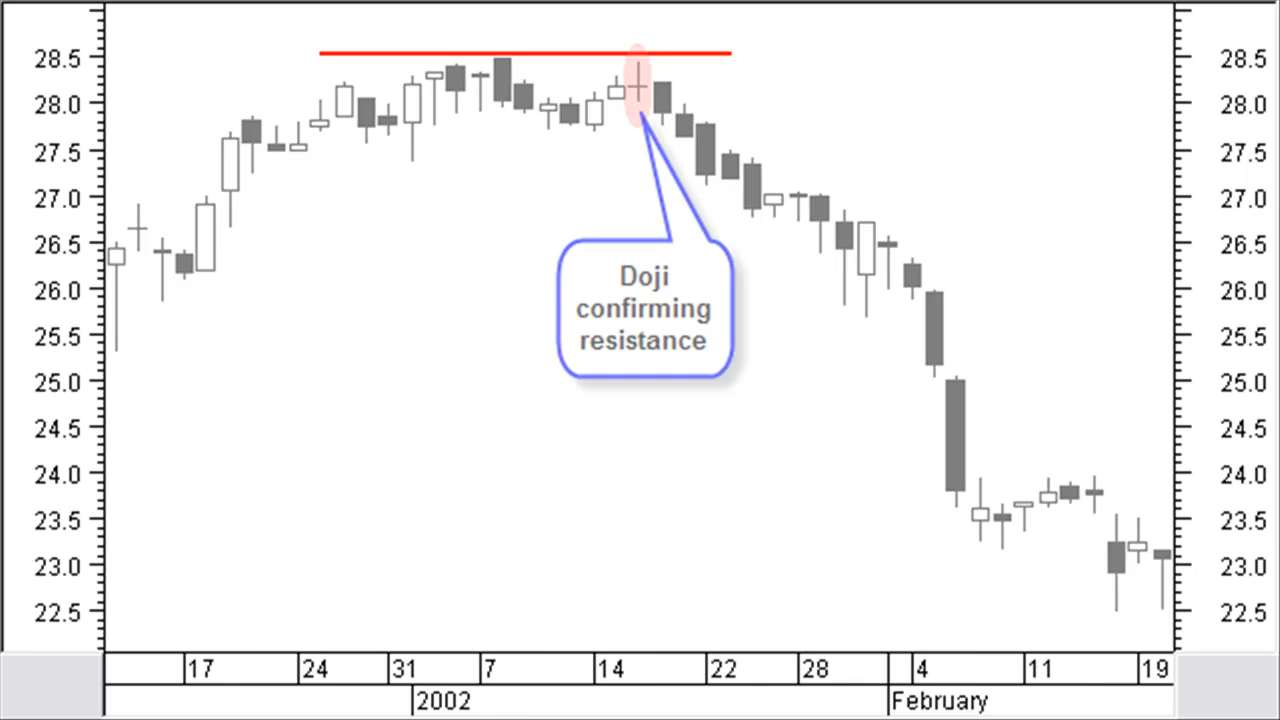 28.5 28.5
28.0 28.0
27.5 27.5
27.0 27.0
26.5 26.5
Doji
confirming
resistance
26.0 26.0
25.5 25.5
25.0 25.0
24.5 24.5
24.0 24.0
23.5 23.5
23.0 23.0
22.5 22.5
17 24 31 7 14 22 28 4 11 19
2002 February